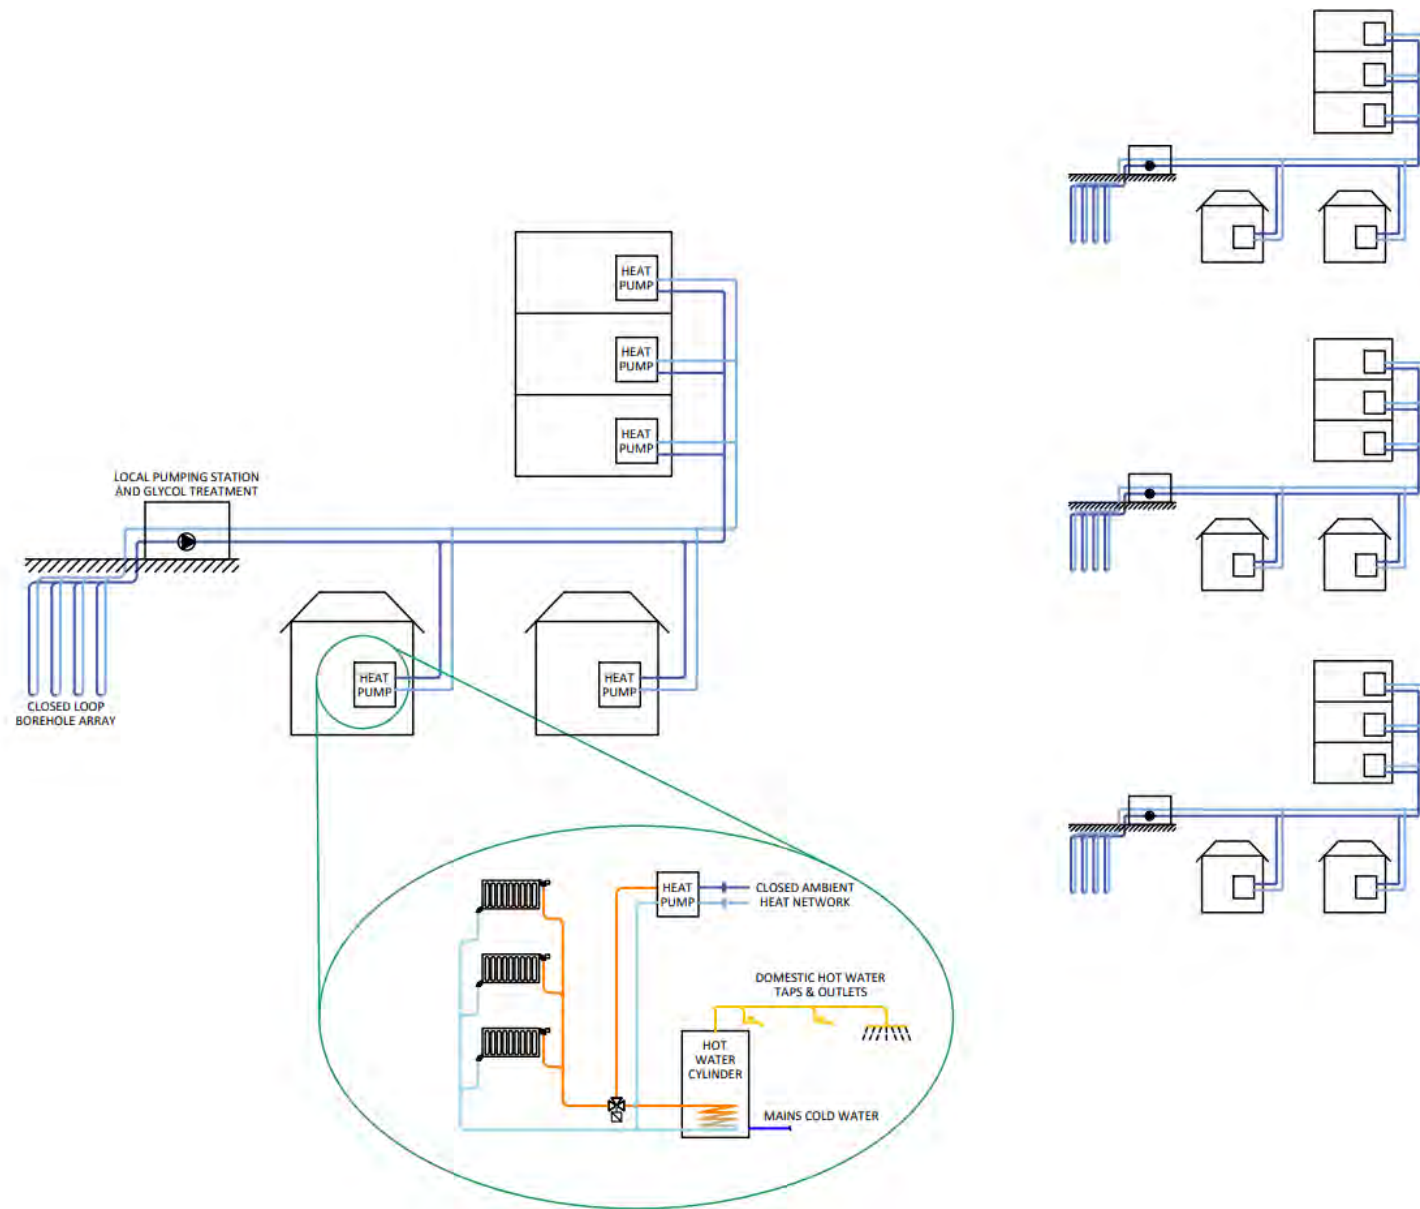 HEAT
PUMP
HEAT
PUMP
HEAT
PUMP
LOCAL PUMPING STATION
AND GLYCOL TREATMENT
HEAT
PUMP
HEAT
PUMP
CLOSED LOOP
BOREHOLE ARRAY
HEAT
PUMP
CLOSED AMBIENT
HEAT NETWORK
DOMESTIC HOT WATER
TAPS & OUTLETS
HOT
WATER
CYLINDER
MAINS COLD WATER